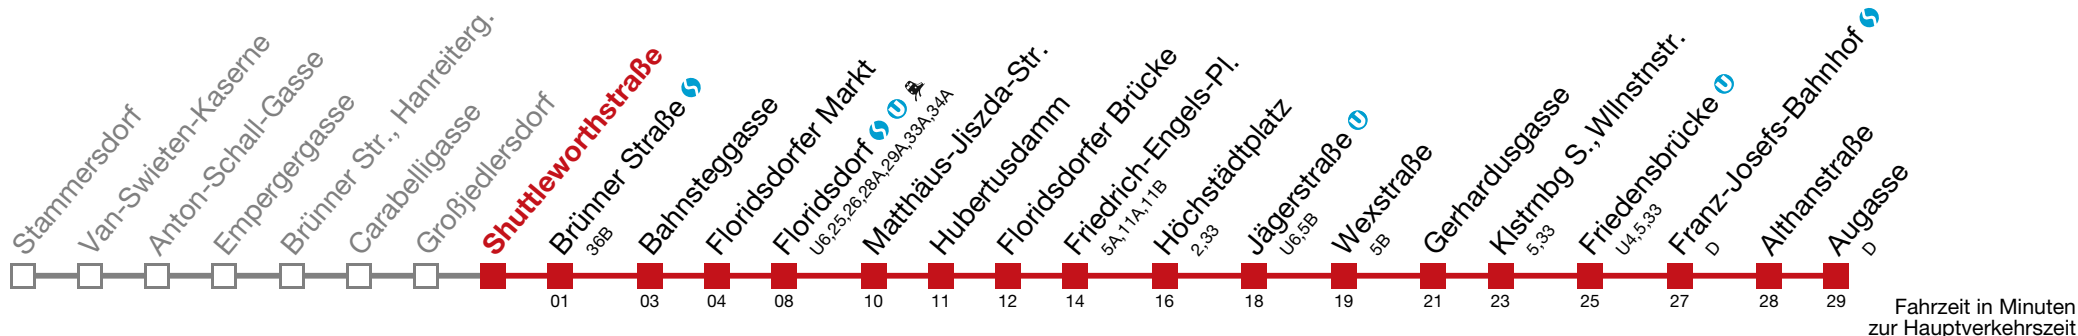 Stammersdorf
Van-Swieten-Kaserne
Anton-Schall-Gasse
Empergergasse
Brünner Str., Hanreiterg.
Carabelligasse
Großjedlersdorf
Shuttleworthstraße
Brünner Straße
36B
Bahnsteggasse
Floridsdorfer Markt
Floridsdorf
U6,25,26,28A,29A,33A,34A
Matthäus-Jiszda-Str.
Hubertusdamm
Floridsdorfer Brücke
Friedrich-Engels-Pl.
5A,11A,11B
Höchstädtplatz
2,33
Jägerstraße
U6,5B
Wexstraße
5B
Gerhardusgasse
Klstrnbg S., Wllnstnstr.
5,33
Friedensbrücke
U4,5,33
Franz-Josefs-Bahnhof
D
Althanstraße
Augasse
D
01 03 04 08 10 11 12 14 16 18 19 21 23 25 27 28 29
Fahrzeit in Minuten
zur Hauptverkehrszeit